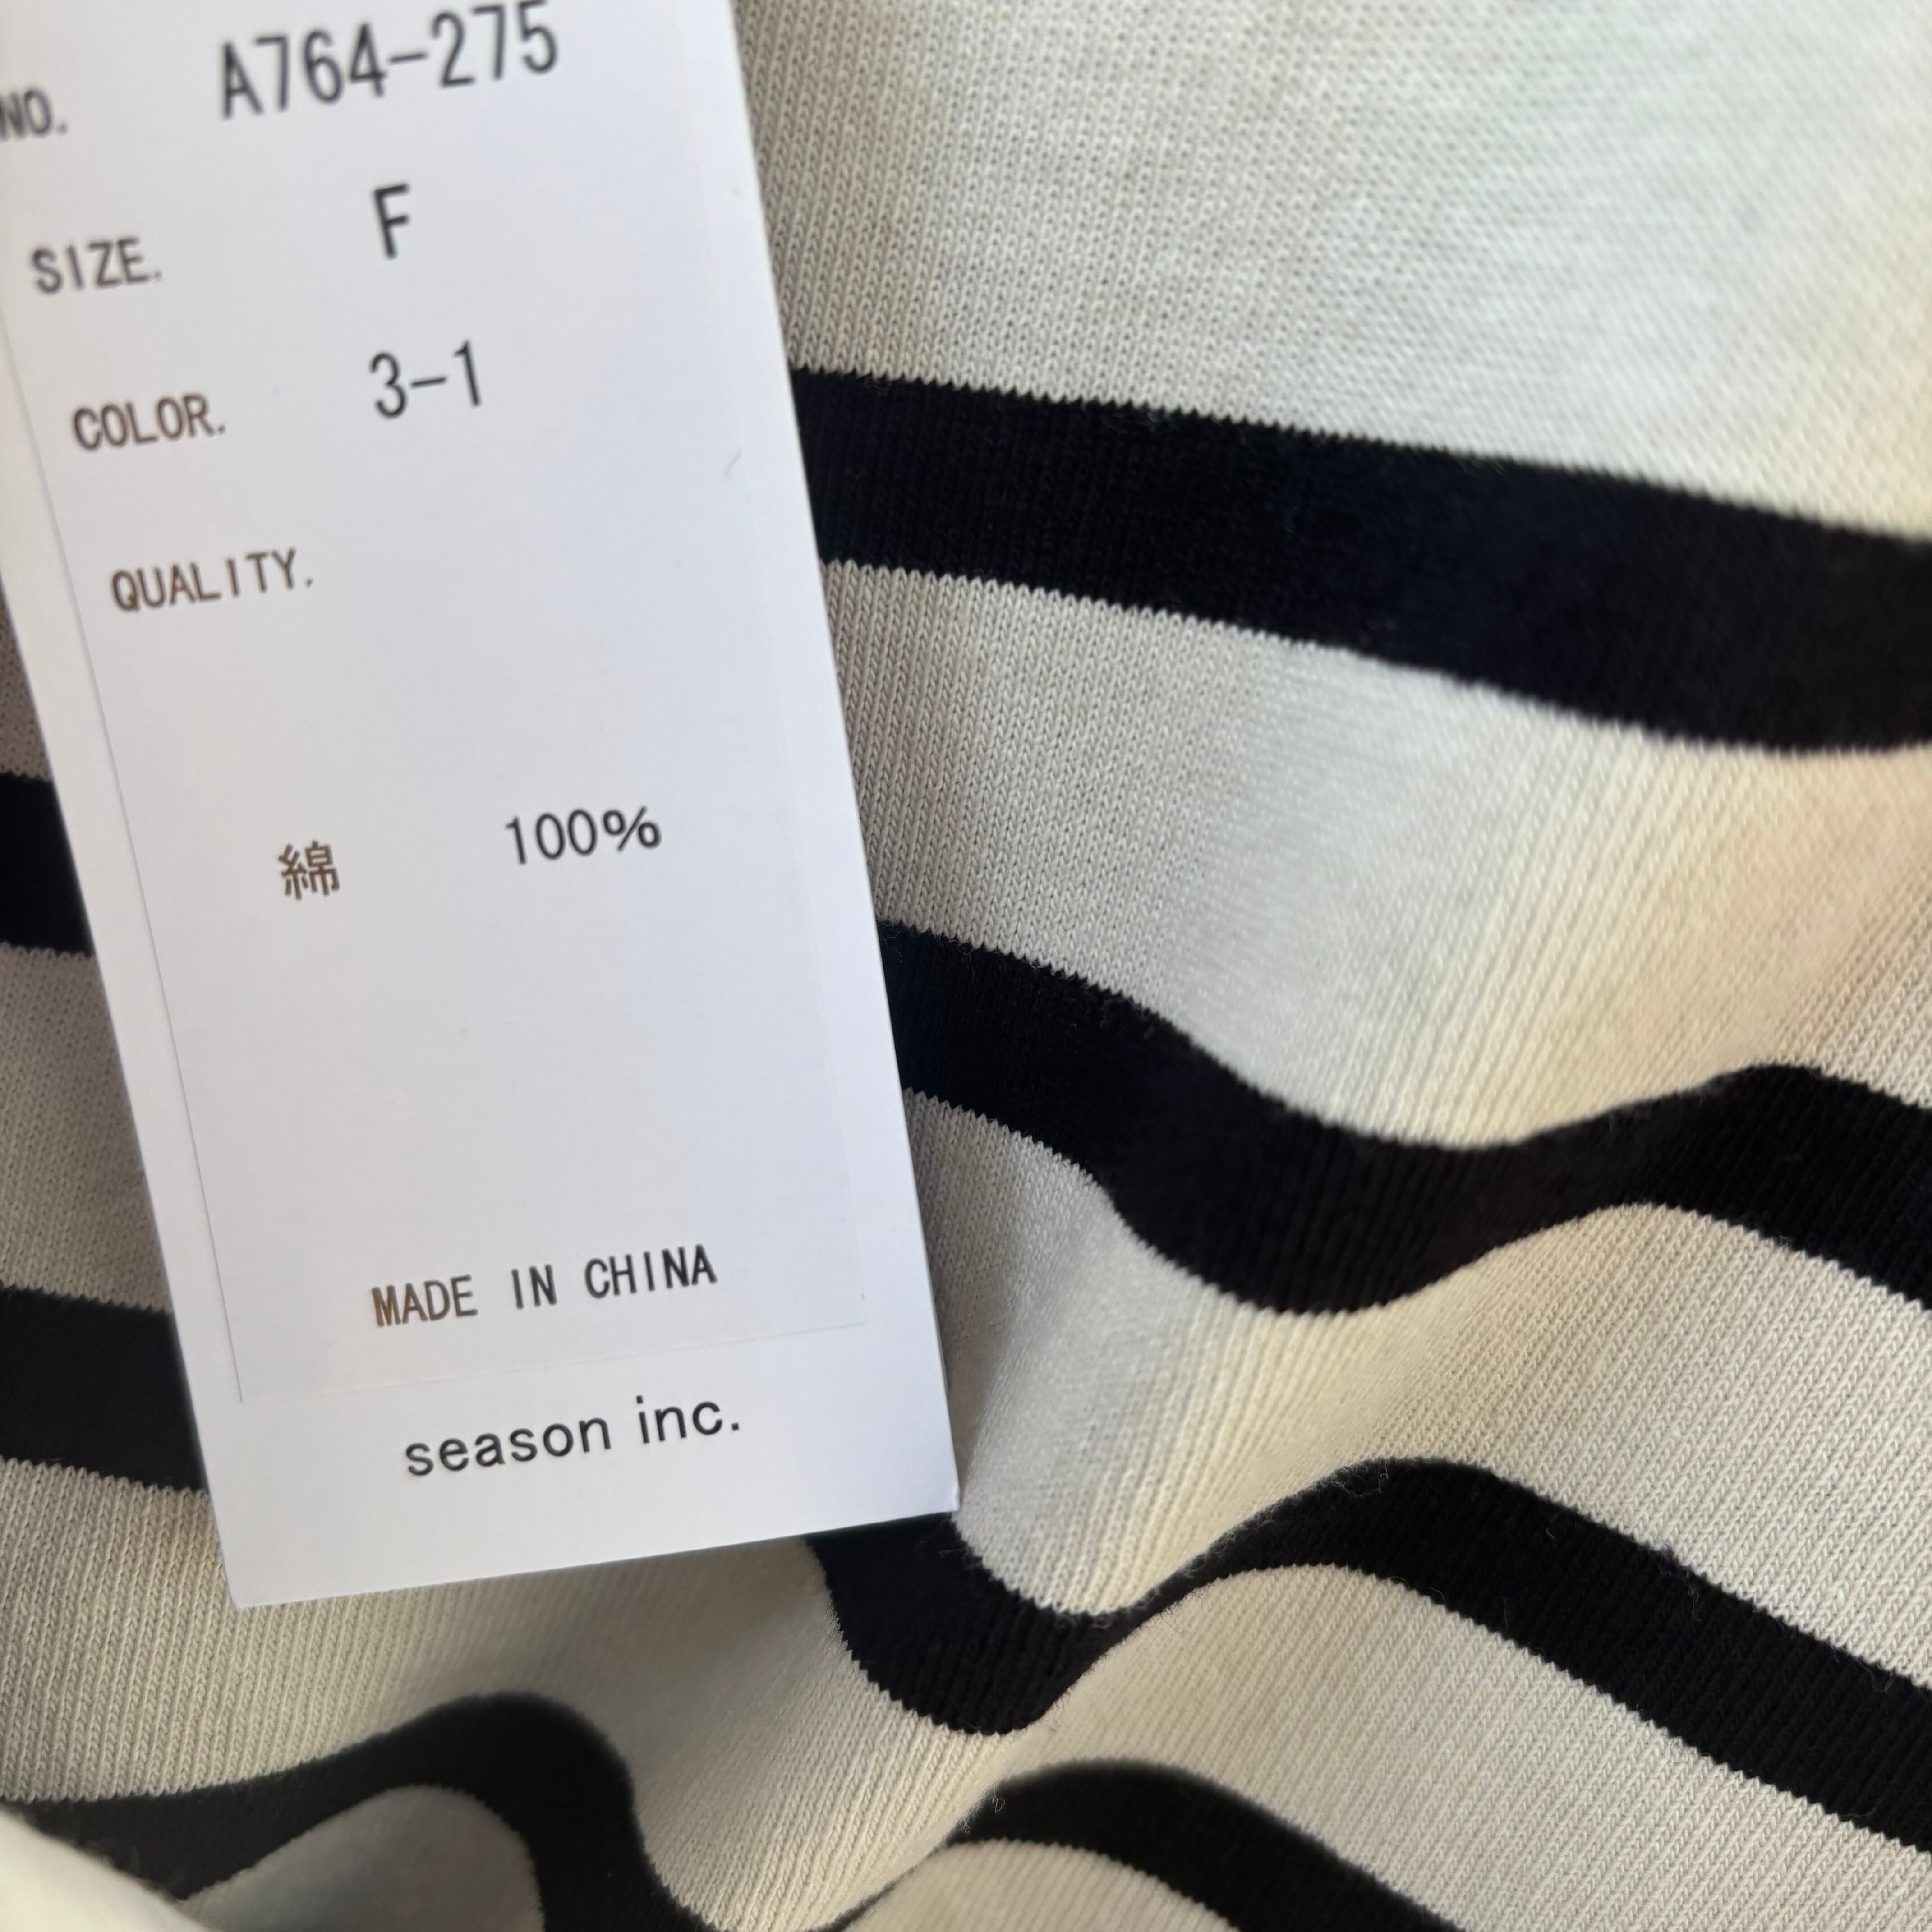 NO. A764-275
SIZE. F
COLOR. 3-1
QUALITY.
綿 100%
MADE IN CHINA
season inc.